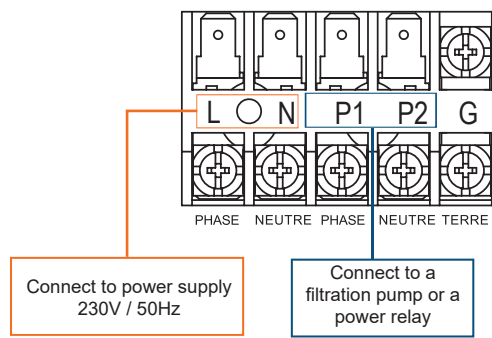 L N P1 P2 G
PHASE NEUTRE PHASE NEUTRE TERRE
Connect to power supply
230V / 50Hz
Connect to a
filtration pump or a
power relay